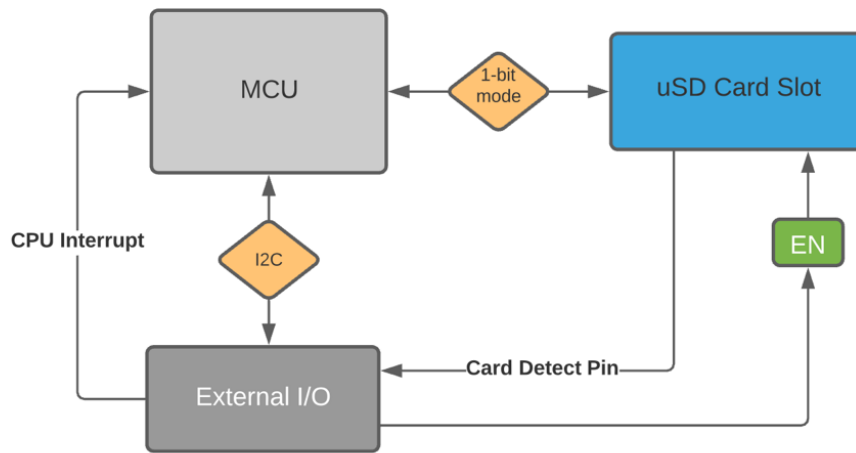 MCU
1-bit
mode
uSD Card Slot
CPU Interrupt
I2C
EN
Card Detect Pin
External I/O